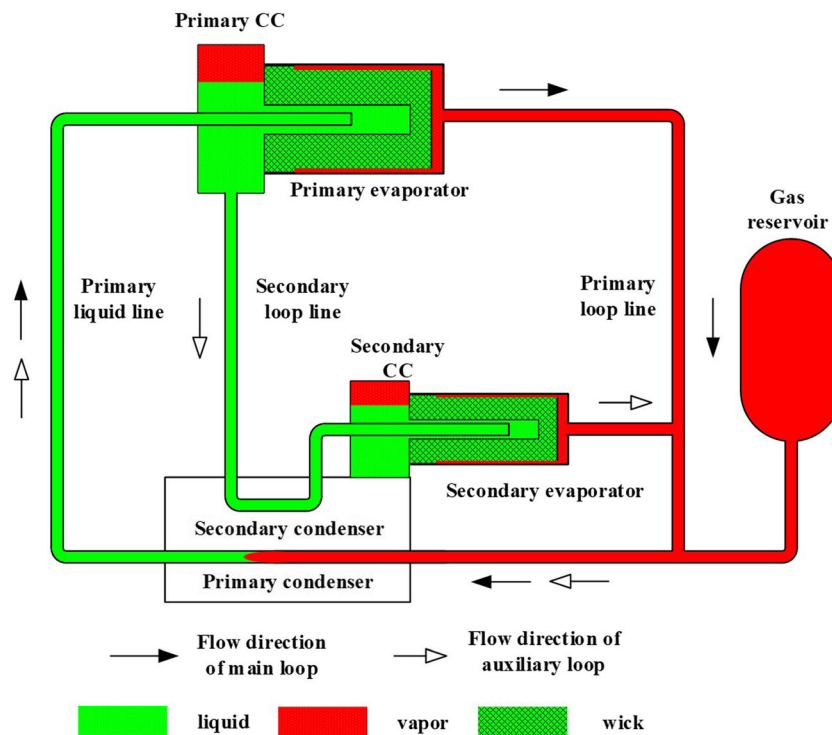 Primary CC
Primary evaporator
Gas
reservoir
Primary
liquid line
Secondary
loop line
Primary
loop line
Secondary
CC
Secondary evaporator
Secondary condenser
Primary condenser
Flow direction
of main loop
Flow direction of
auxiliary loop
liquid
vapor
wick